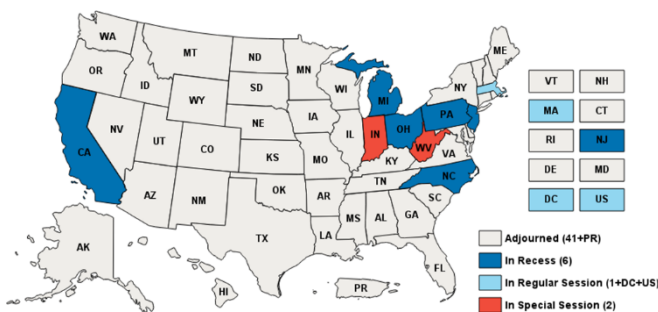 WA
OR
CA
NV
ID
MT
WY
UT
AZ
CO
NM
ND
SD
NE
KS
OK
TX
MN
IA
MO
AR
LA
WI
IL
MI
IN
OH
KY
TN
MS
AL
GA
FL
SC
NC
VA
WV
PA
NY
ME
AK
HI
PR
VT NH
MA CT
RI NJ
DE MD
DC US
Adjourned (41+PR)
In Recess (6)
In Regular Session (1+DC+US)
In Special Session (2)